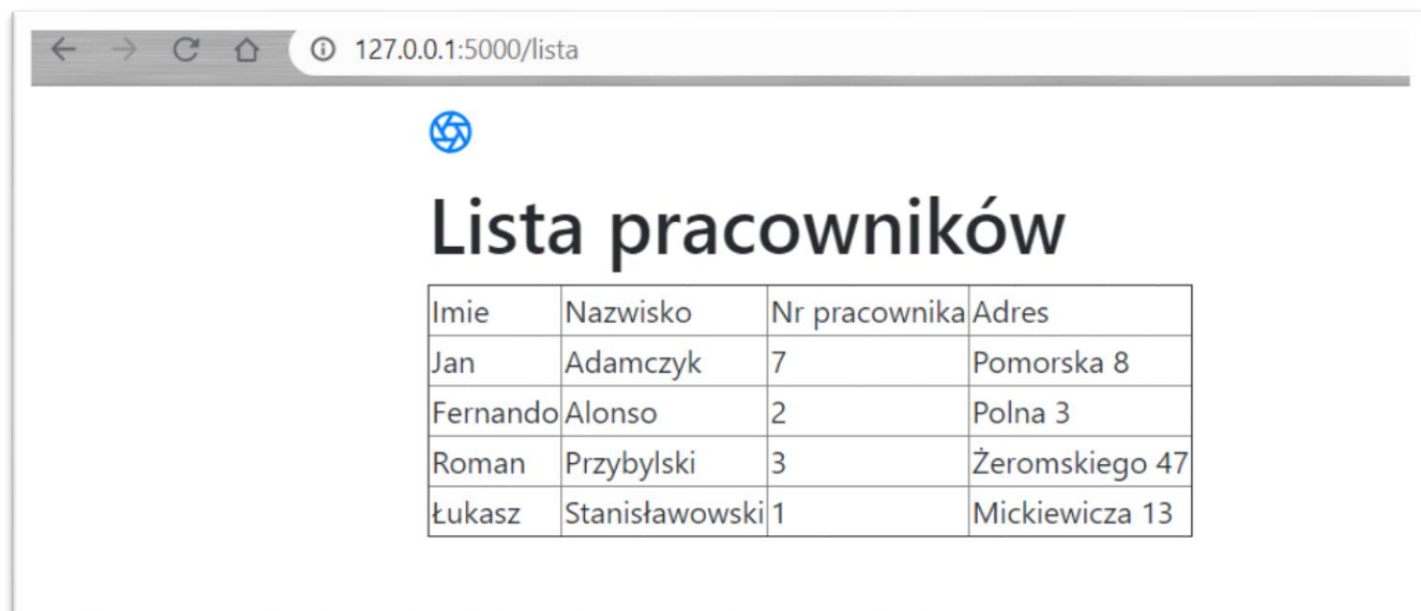 127.0.0.1:5000/lista
Lista pracowników
Imie Nazwisko Nr pracownika Adres
Jan Adamczyk 7 Pomorska 8
Fernando Alonso 2 Polna 3
Roman Przybylski 3 Żeromskiego 47
Łukasz Stanisławowski 1 Mickiewicza 13